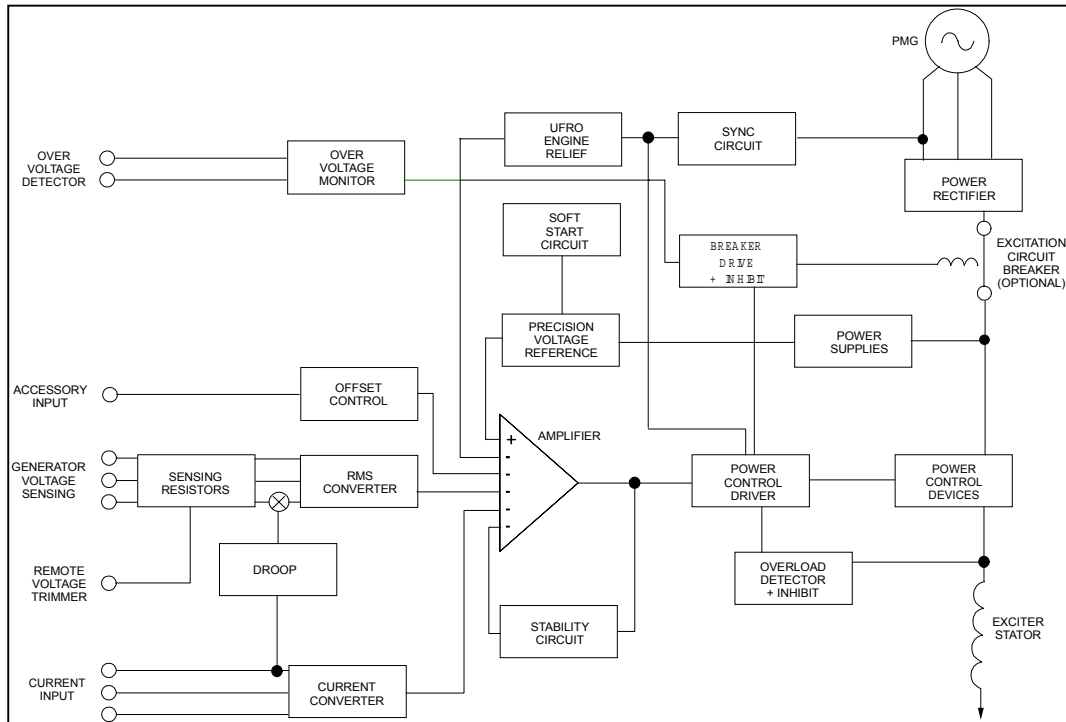 PMG
UFRO
ENGINE
RELIEF
SYNC
CIRCUIT
OVER
VOLTAGE
DETECTOR
OVER
VOLTAGE
MONITOR
POWER
RECTIFIER
SOFT
START
CIRCUIT
BREAKER
DRIVE
+ INHIBIT
EXCITATION
CIRCUIT
BREAKER
(OPTIONAL)
PRECISION
VOLTAGE
REFERENCE
POWER
SUPPLIES
ACCESSORY
INPUT
OFFSET
CONTROL
AMPLIFIER
+
-
-
-
-
-
GENERATOR
VOLTAGE
SENSING
SENSING
RESISTORS
RMS
CONVERTER
POWER
CONTROL
DRIVER
POWER
CONTROL
DEVICES
REMOTE
VOLTAGE
TRIMMER
DROOP
OVERLOAD
DETECTOR
+ INHIBIT
STABILITY
CIRCUIT
EXCITER
STATOR
CURRENT
INPUT
CURRENT
CONVERTER